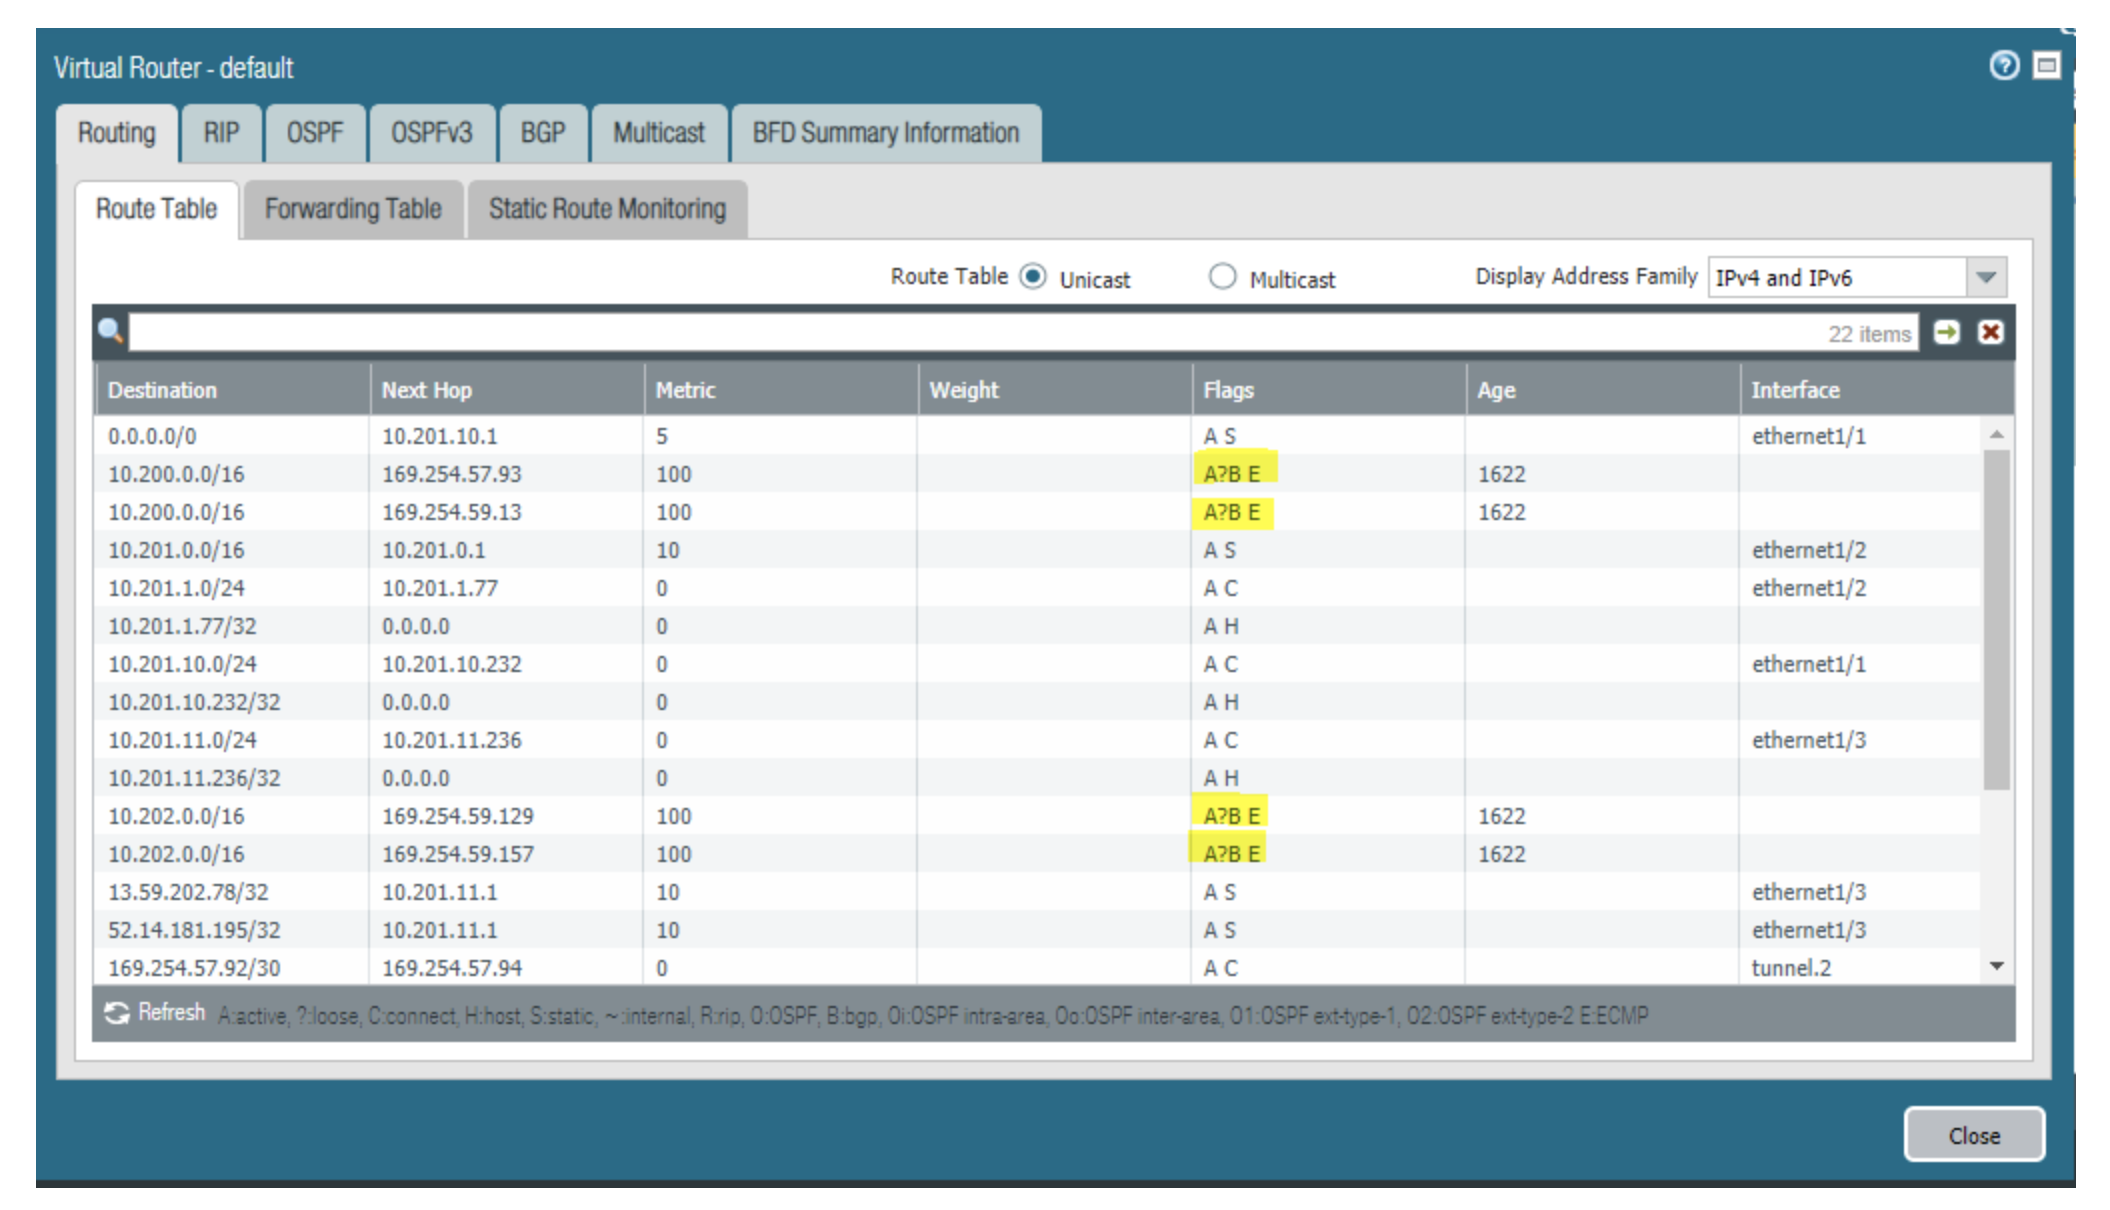 Virtual Router - default
Routing RIP OSPF OSPFv3 BGP Multicast BFD Summary Information
Route Table Forwarding Table Static Route Monitoring
Route Table Unicast Multicast Display Address Family IPv4 and IPv6
22 items
Destination Next Hop Metric Weight Flags Age Interface
0.0.0.0/0 10.201.10.1 5 A S ethernet1/1
10.200.0.0/16 169.254.57.93 100 A?B E 1622
10.200.0.0/16 169.254.59.13 100 A?B E 1622
10.201.0.0/16 10.201.0.1 10 A S ethernet1/2
10.201.1.0/24 10.201.1.77 0 A C ethernet1/2
10.201.1.77/32 0.0.0.0 0 A H
10.201.10.0/24 10.201.10.232 0 A C ethernet1/1
10.201.10.232/32 0.0.0.0 0 A H
10.201.11.0/24 10.201.11.236 0 A C ethernet1/3
10.201.11.236/32 0.0.0.0 0 A H
10.202.0.0/16 169.254.59.129 100 A?B E 1622
10.202.0.0/16 169.254.59.157 100 A?B E 1622
13.59.202.78/32 10.201.11.1 10 A S ethernet1/3
52.14.181.195/32 10.201.11.1 10 A S ethernet1/3
169.254.57.92/30 169.254.57.94 0 A C tunnel.2
Refresh A:active, ?:loose, C:connect, H:host, S:static, ~:internal, R:rip, O:OSPF, B:bgp, Oi:OSPF intra-area, Oo:OSPF inter-area, O1:OSPF ext-type-1, O2:OSPF ext-type-2 E:ECMP
Close